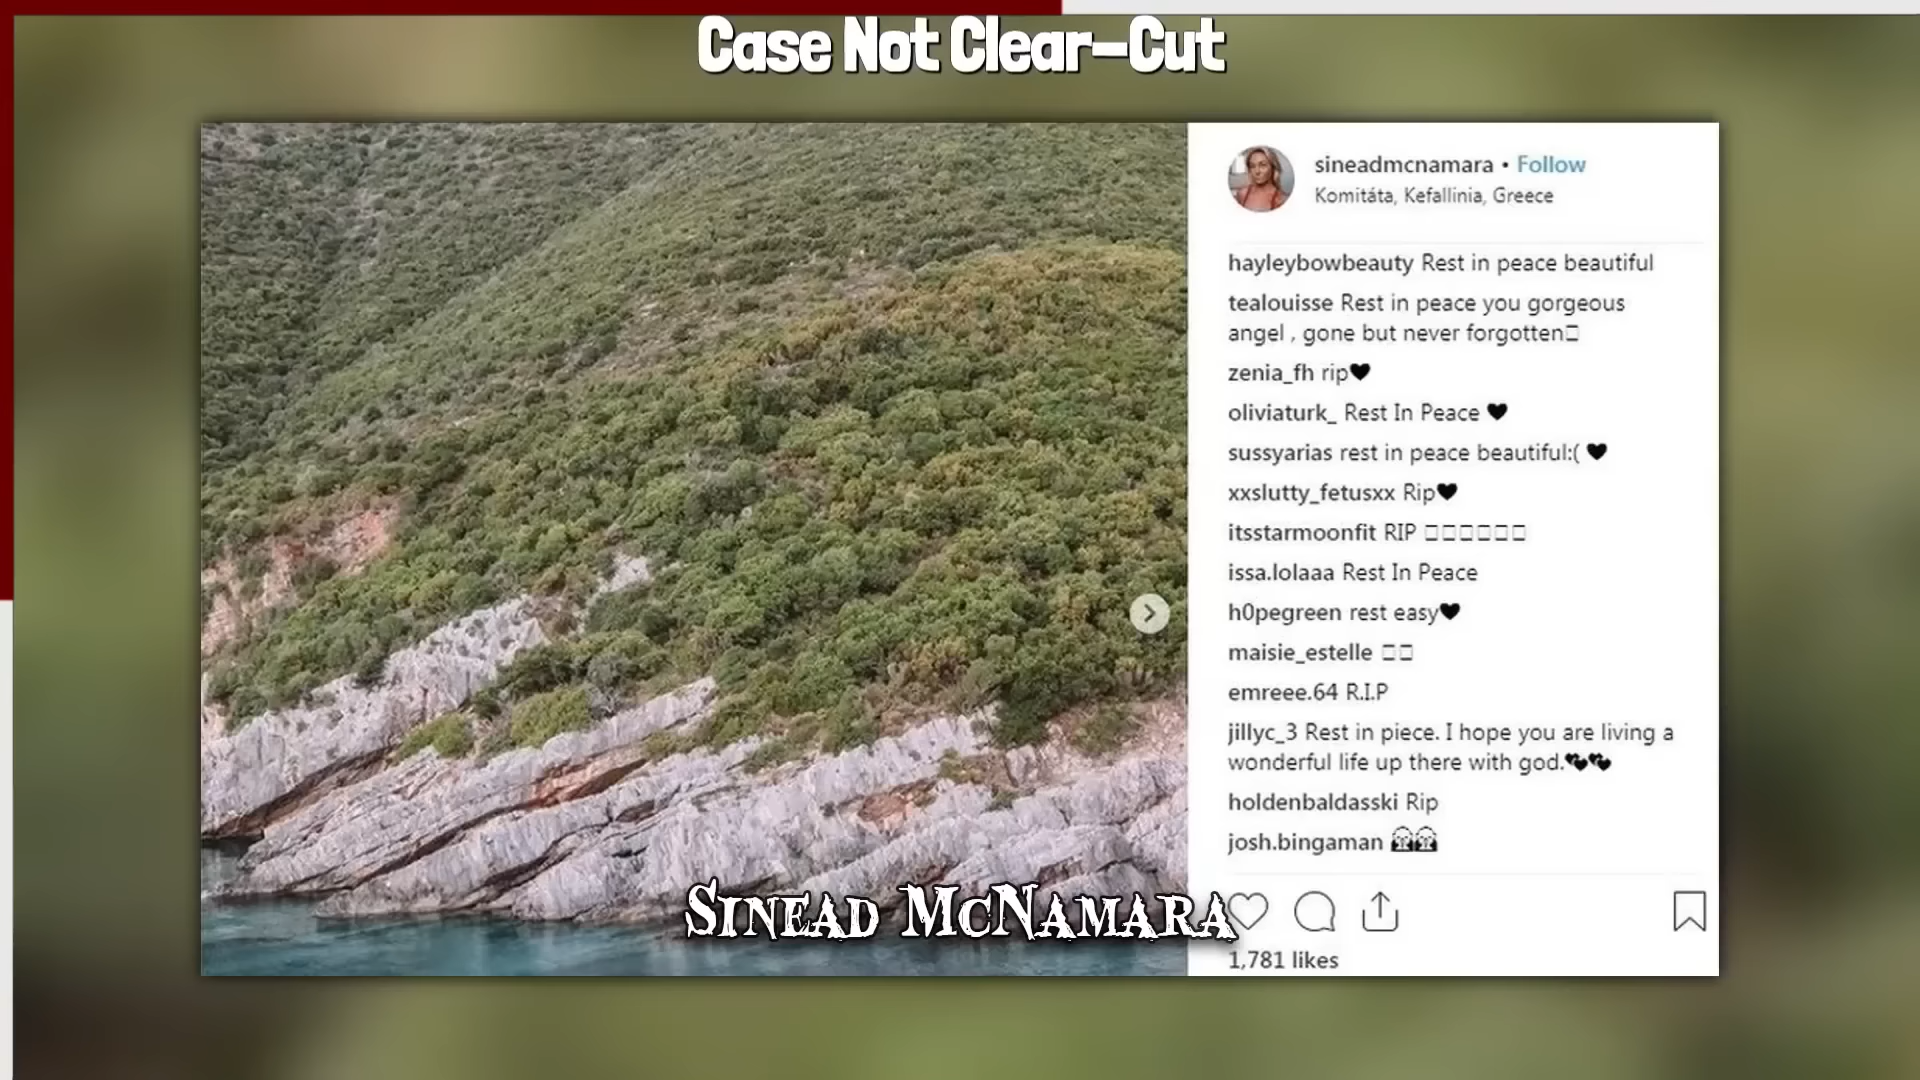 Case Not Clear-Cut
sineadmcnamara • Follow
Komitáta, Kefallinia, Greece
hayleybowbeauty Rest in peace beautiful
tealouisse Rest in peace you gorgeous
angel , gone but never forgotten□
zenia_fh rip🖤
oliviaturk_ Rest In Peace 🖤
sussyarias rest in peace beautiful:( 🖤
xxslutty_fetusxx Rip🖤
itsstarmoonfit RIP □□□□□□
issa.lolaaa Rest In Peace
h0pegreen rest easy🖤
maisie_estelle □□
emreee.64 R.I.P
jillyc_3 Rest in piece. I hope you are living a
wonderful life up there with god.💕💕
holdenbaldasski Rip
josh.bingaman
Sinead McNamara
1,781 likes